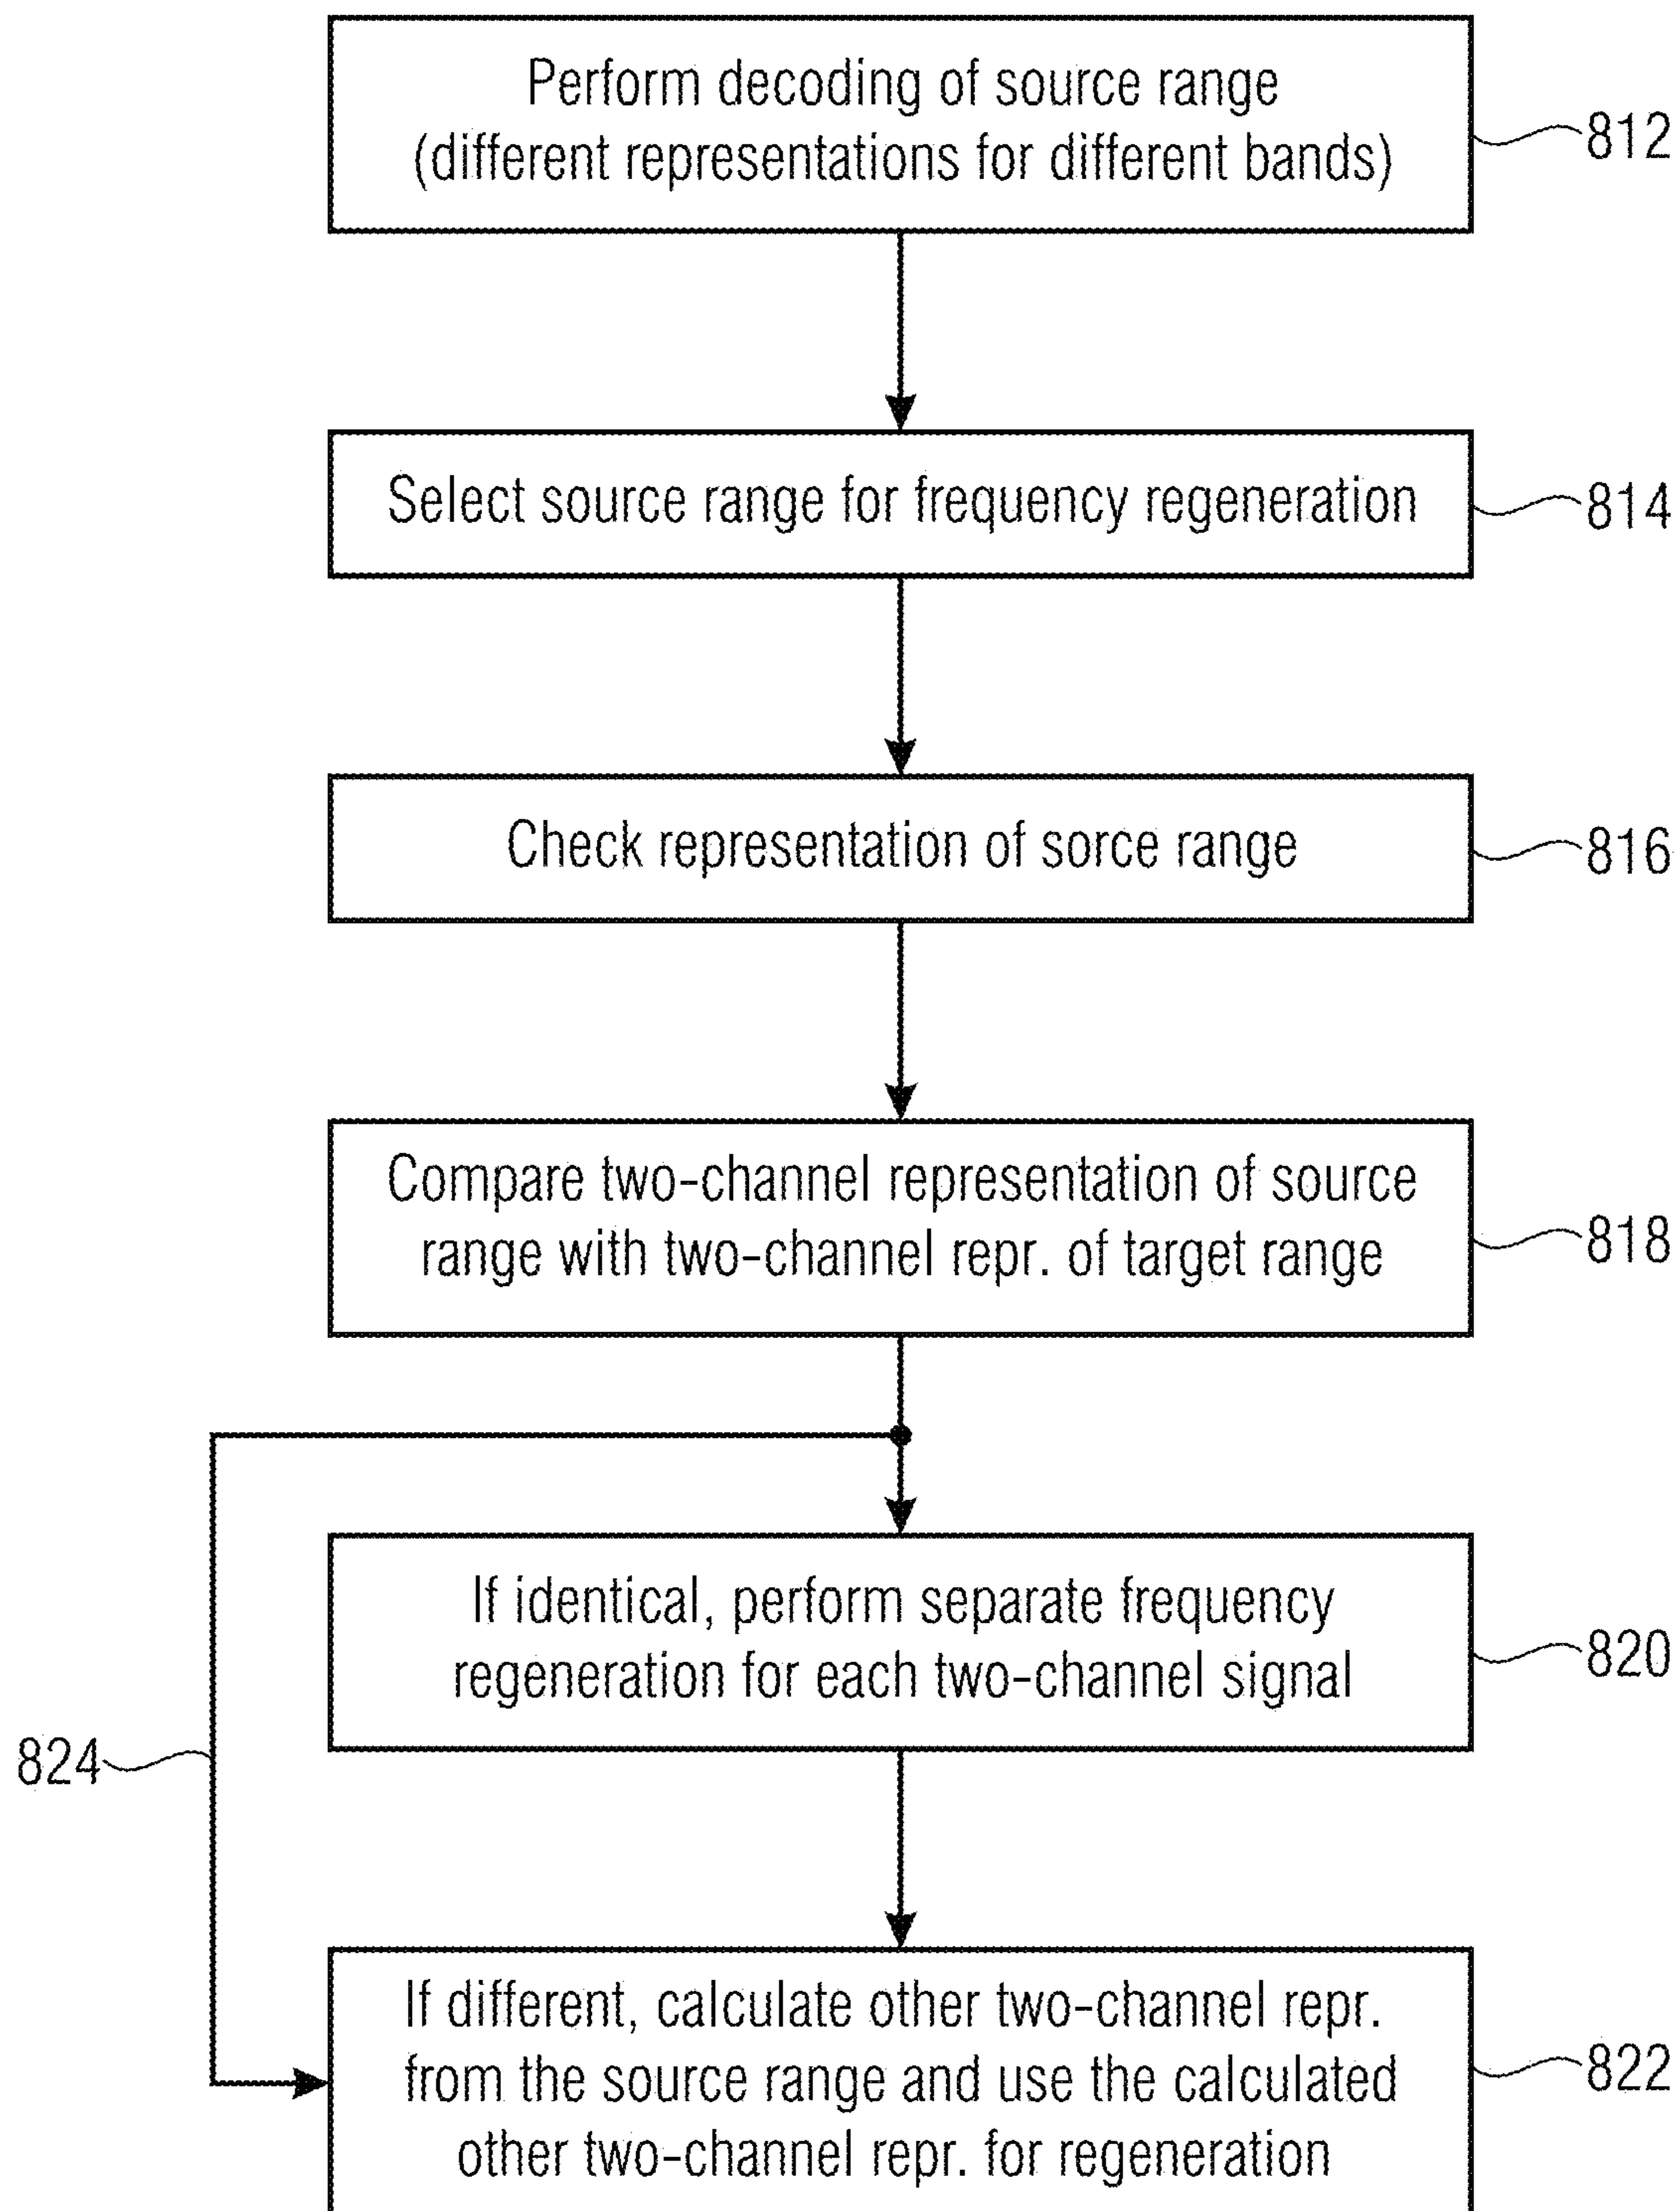 Perform decoding of source range
(different representations for different bands)
812
Select source range for frequency regeneration
814
Check representation of sorce range
816
Compare two-channel representation of source
range with two-channel repr. of target range
818
If identical, perform separate frequency
regeneration for each two-channel signal
820
824
If different, calculate other two-channel repr.
from the source range and use the calculated
other two-channel repr. for regeneration
822